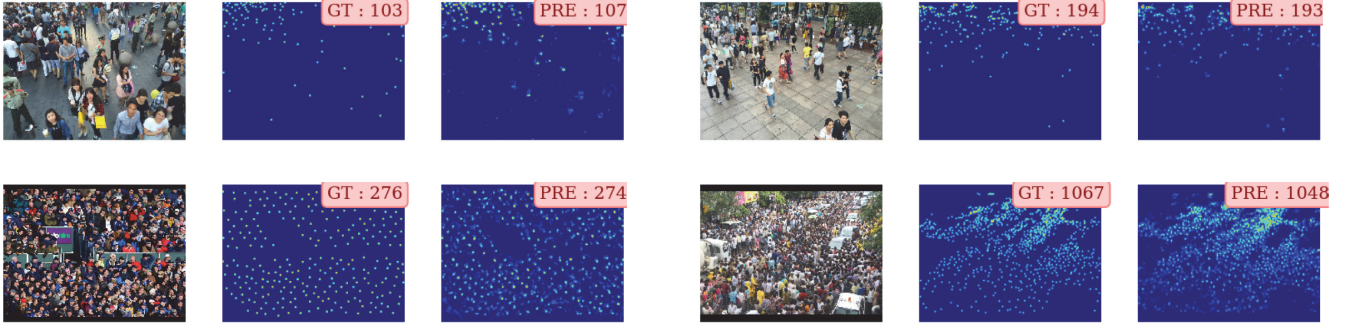 GT : 103
PRE : 107
GT : 194
PRE : 193
GT : 276
PRE : 274
GT : 1067
PRE : 1048